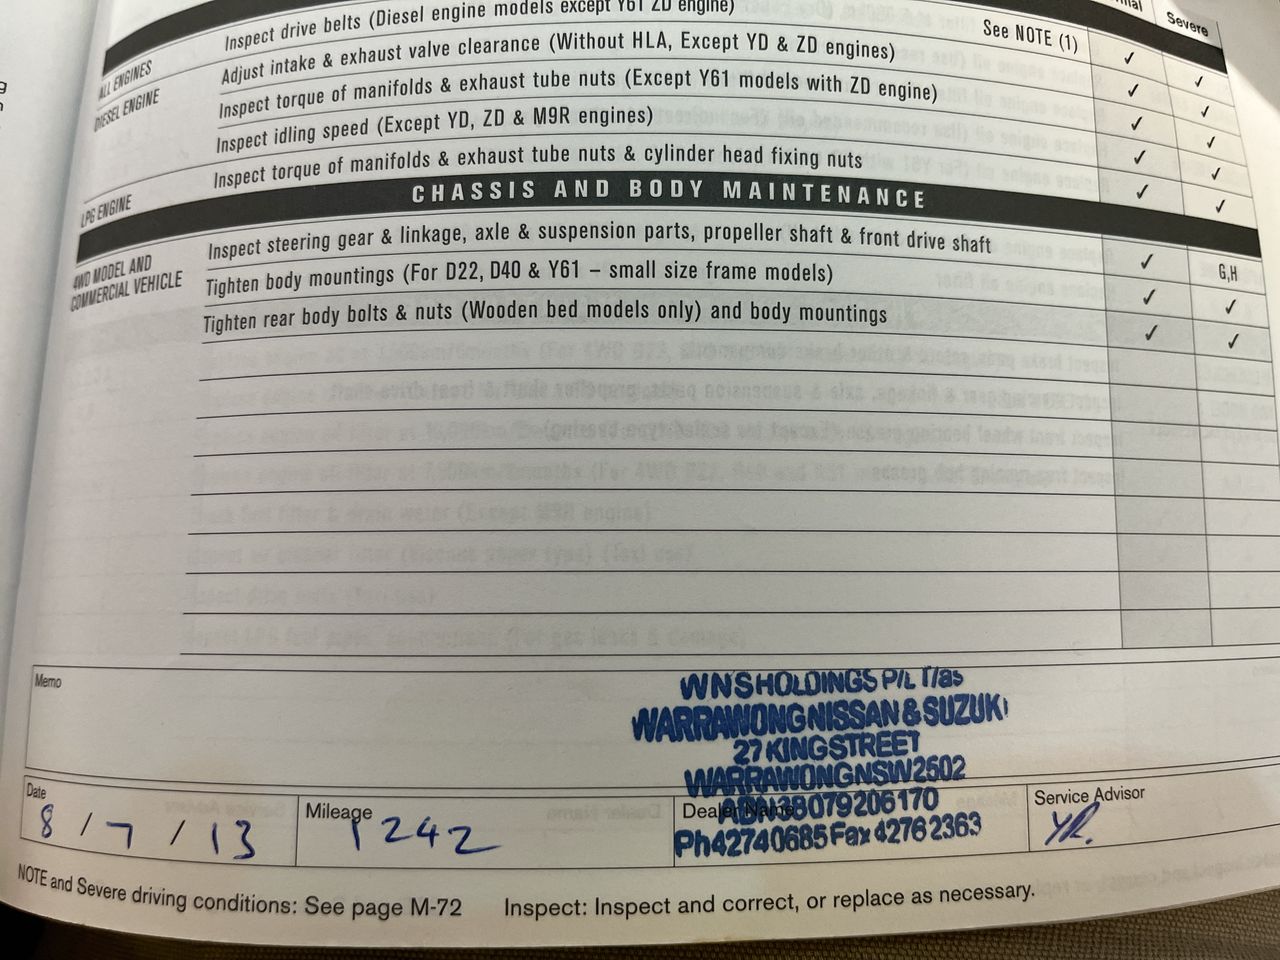 Inspect drive belts (Diesel engine models except Y61 ZD engine)
Severe
ALL ENGINES
Adjust intake & exhaust valve clearance (Without HLA, Except YD & ZD engines) See NOTE (1) ✓ ✓
DIESEL ENGINE
Inspect torque of manifolds & exhaust tube nuts (Except Y61 models with ZD engine) ✓ ✓
Inspect idling speed (Except YD, ZD & M9R engines) ✓ ✓
✓ ✓
LPG ENGINE
Inspect torque of manifolds & exhaust tube nuts & cylinder head fixing nuts ✓ ✓
CHASSIS AND BODY MAINTENANCE
4WD MODEL AND
COMMERCIAL VEHICLE
Inspect steering gear & linkage, axle & suspension parts, propeller shaft & front drive shaft ✓ G,H
Tighten body mountings (For D22, D40 & Y61 – small size frame models) ✓ ✓
Tighten rear body bolts & nuts (Wooden bed models only) and body mountings ✓ ✓
Memo
WNS HOLDINGS P/L T/as
WARRAWONG NISSAN & SUZUKI
27 KING STREET
WARRAWONG NSW 2502
ABN 38079206170
Ph 42740685 Fax 42762363
Date
8 / 7 / 13
Mileage
1242
Dealer Name
Service Advisor
NOTE and Severe driving conditions: See page M-72 Inspect: Inspect and correct, or replace as necessary.